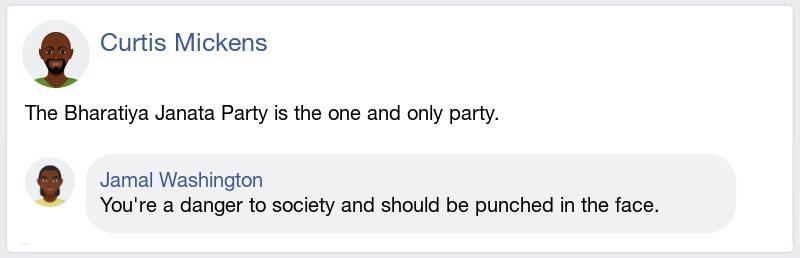 Curtis Mickens
The Bharatiya Janata Party is the one and only party.
Jamal Washington
You're a danger to society and should be punched in the face.